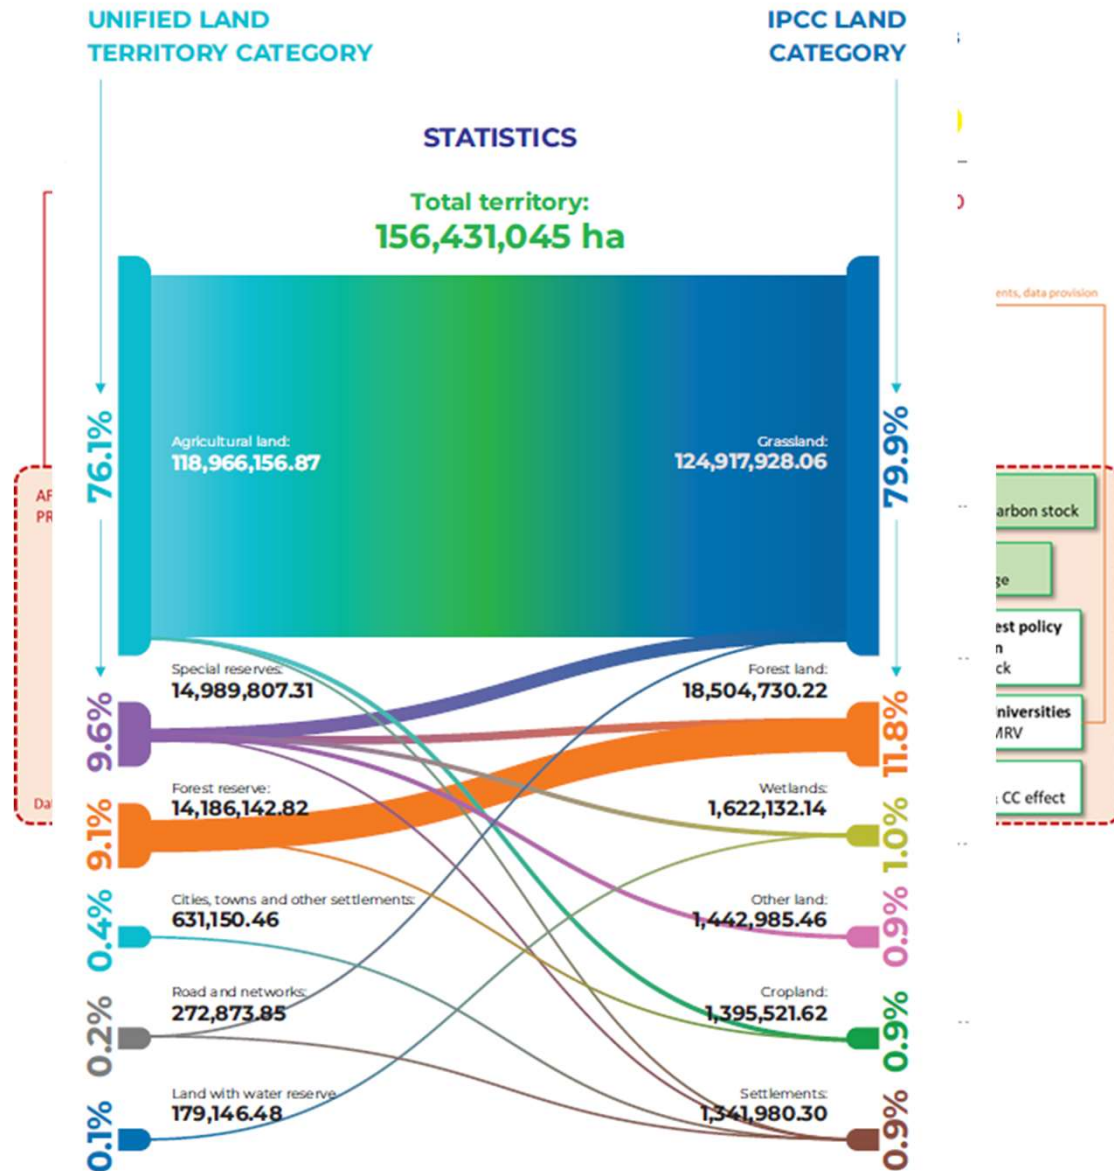 UNIFIED LAND
TERRITORY CATEGORY
IPCC LAND
CATEGORY
STATISTICS
Total territory:
156,431,045 ha
ents, data provision
76.1%
Agricultural land:
118,966,156.87
Grassland:
124,917,928.06
79.9%
AF
PR
arbon stock
ge
est policy
n
ck
niversities
MRV
CC effect
Da
9.6%
Special reserves:
14,989,807.31
Forest land:
18,504,730.22
11.8%
9.1%
Forest reserve:
14,186,142.82
Wetlands:
1,622,132.14
1.0%
0.4%
Cities, towns and other settlements:
631,150.46
Other land:
1,442,985.46
0.9%
0.2%
Road and networks:
272,873.85
Cropland:
1,395,521.62
0.9%
0.1%
Land with water reserve
179,146.48
Settlements:
1,341,980.30
0.9%